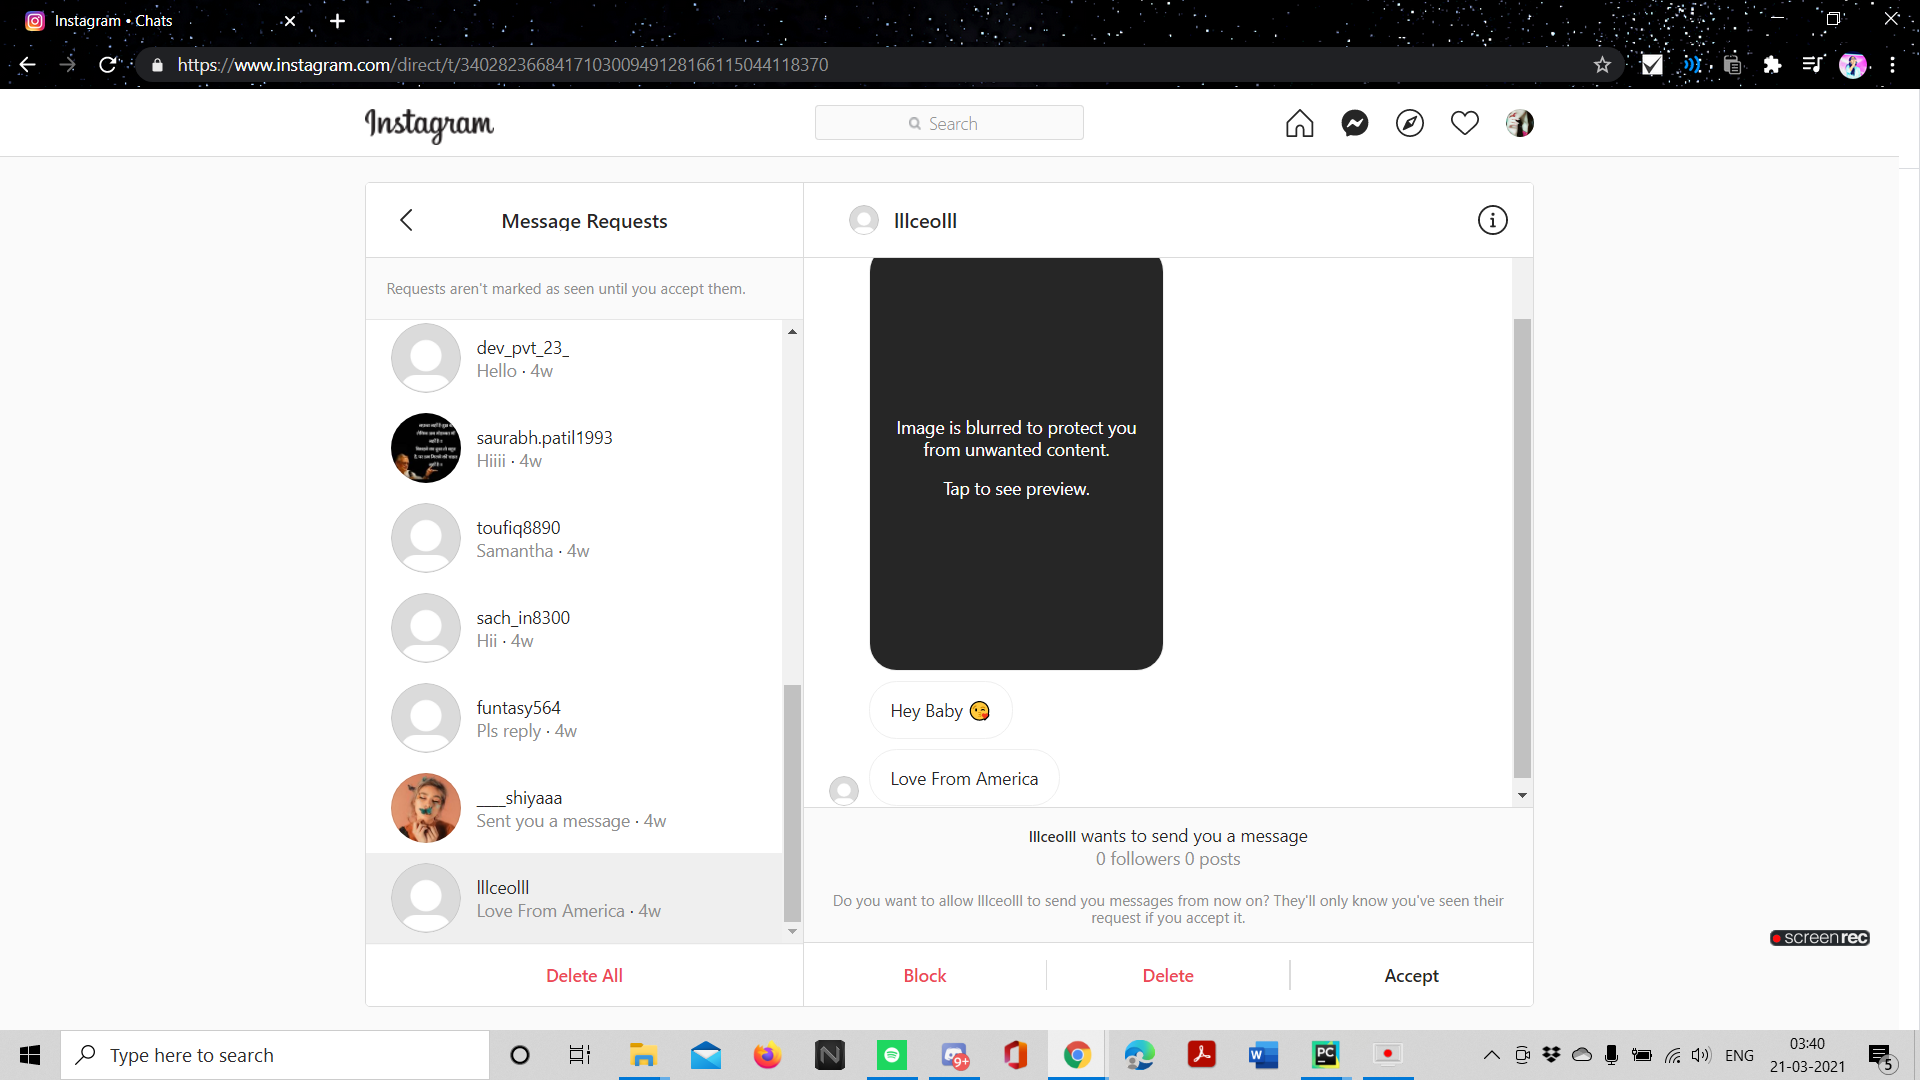 Instagram • Chats
https://www.instagram.com/direct/t/340282366841710300949128166115044118370
Instagram
Search
Message Requests
Requests aren't marked as seen until you accept them.
dev_pvt_23_
Hello · 4w
saurabh.patil1993
Hiiii · 4w
toufiq8890
Samantha · 4w
sach_in8300
Hii · 4w
funtasy564
Pls reply · 4w
____shiyaaa
Sent you a message · 4w
lllceolll
Love From America · 4w
Delete All
lllceolll
Image is blurred to protect you
from unwanted content.
Tap to see preview.
Hey Baby 😘
Love From America
lllceolll wants to send you a message
0 followers 0 posts
Do you want to allow lllceolll to send you messages from now on? They'll only know you've seen their
request if you accept it.
Block
Delete
Accept
screenrec
Type here to search
9+
PC
ENG
03:40
21-03-2021
5